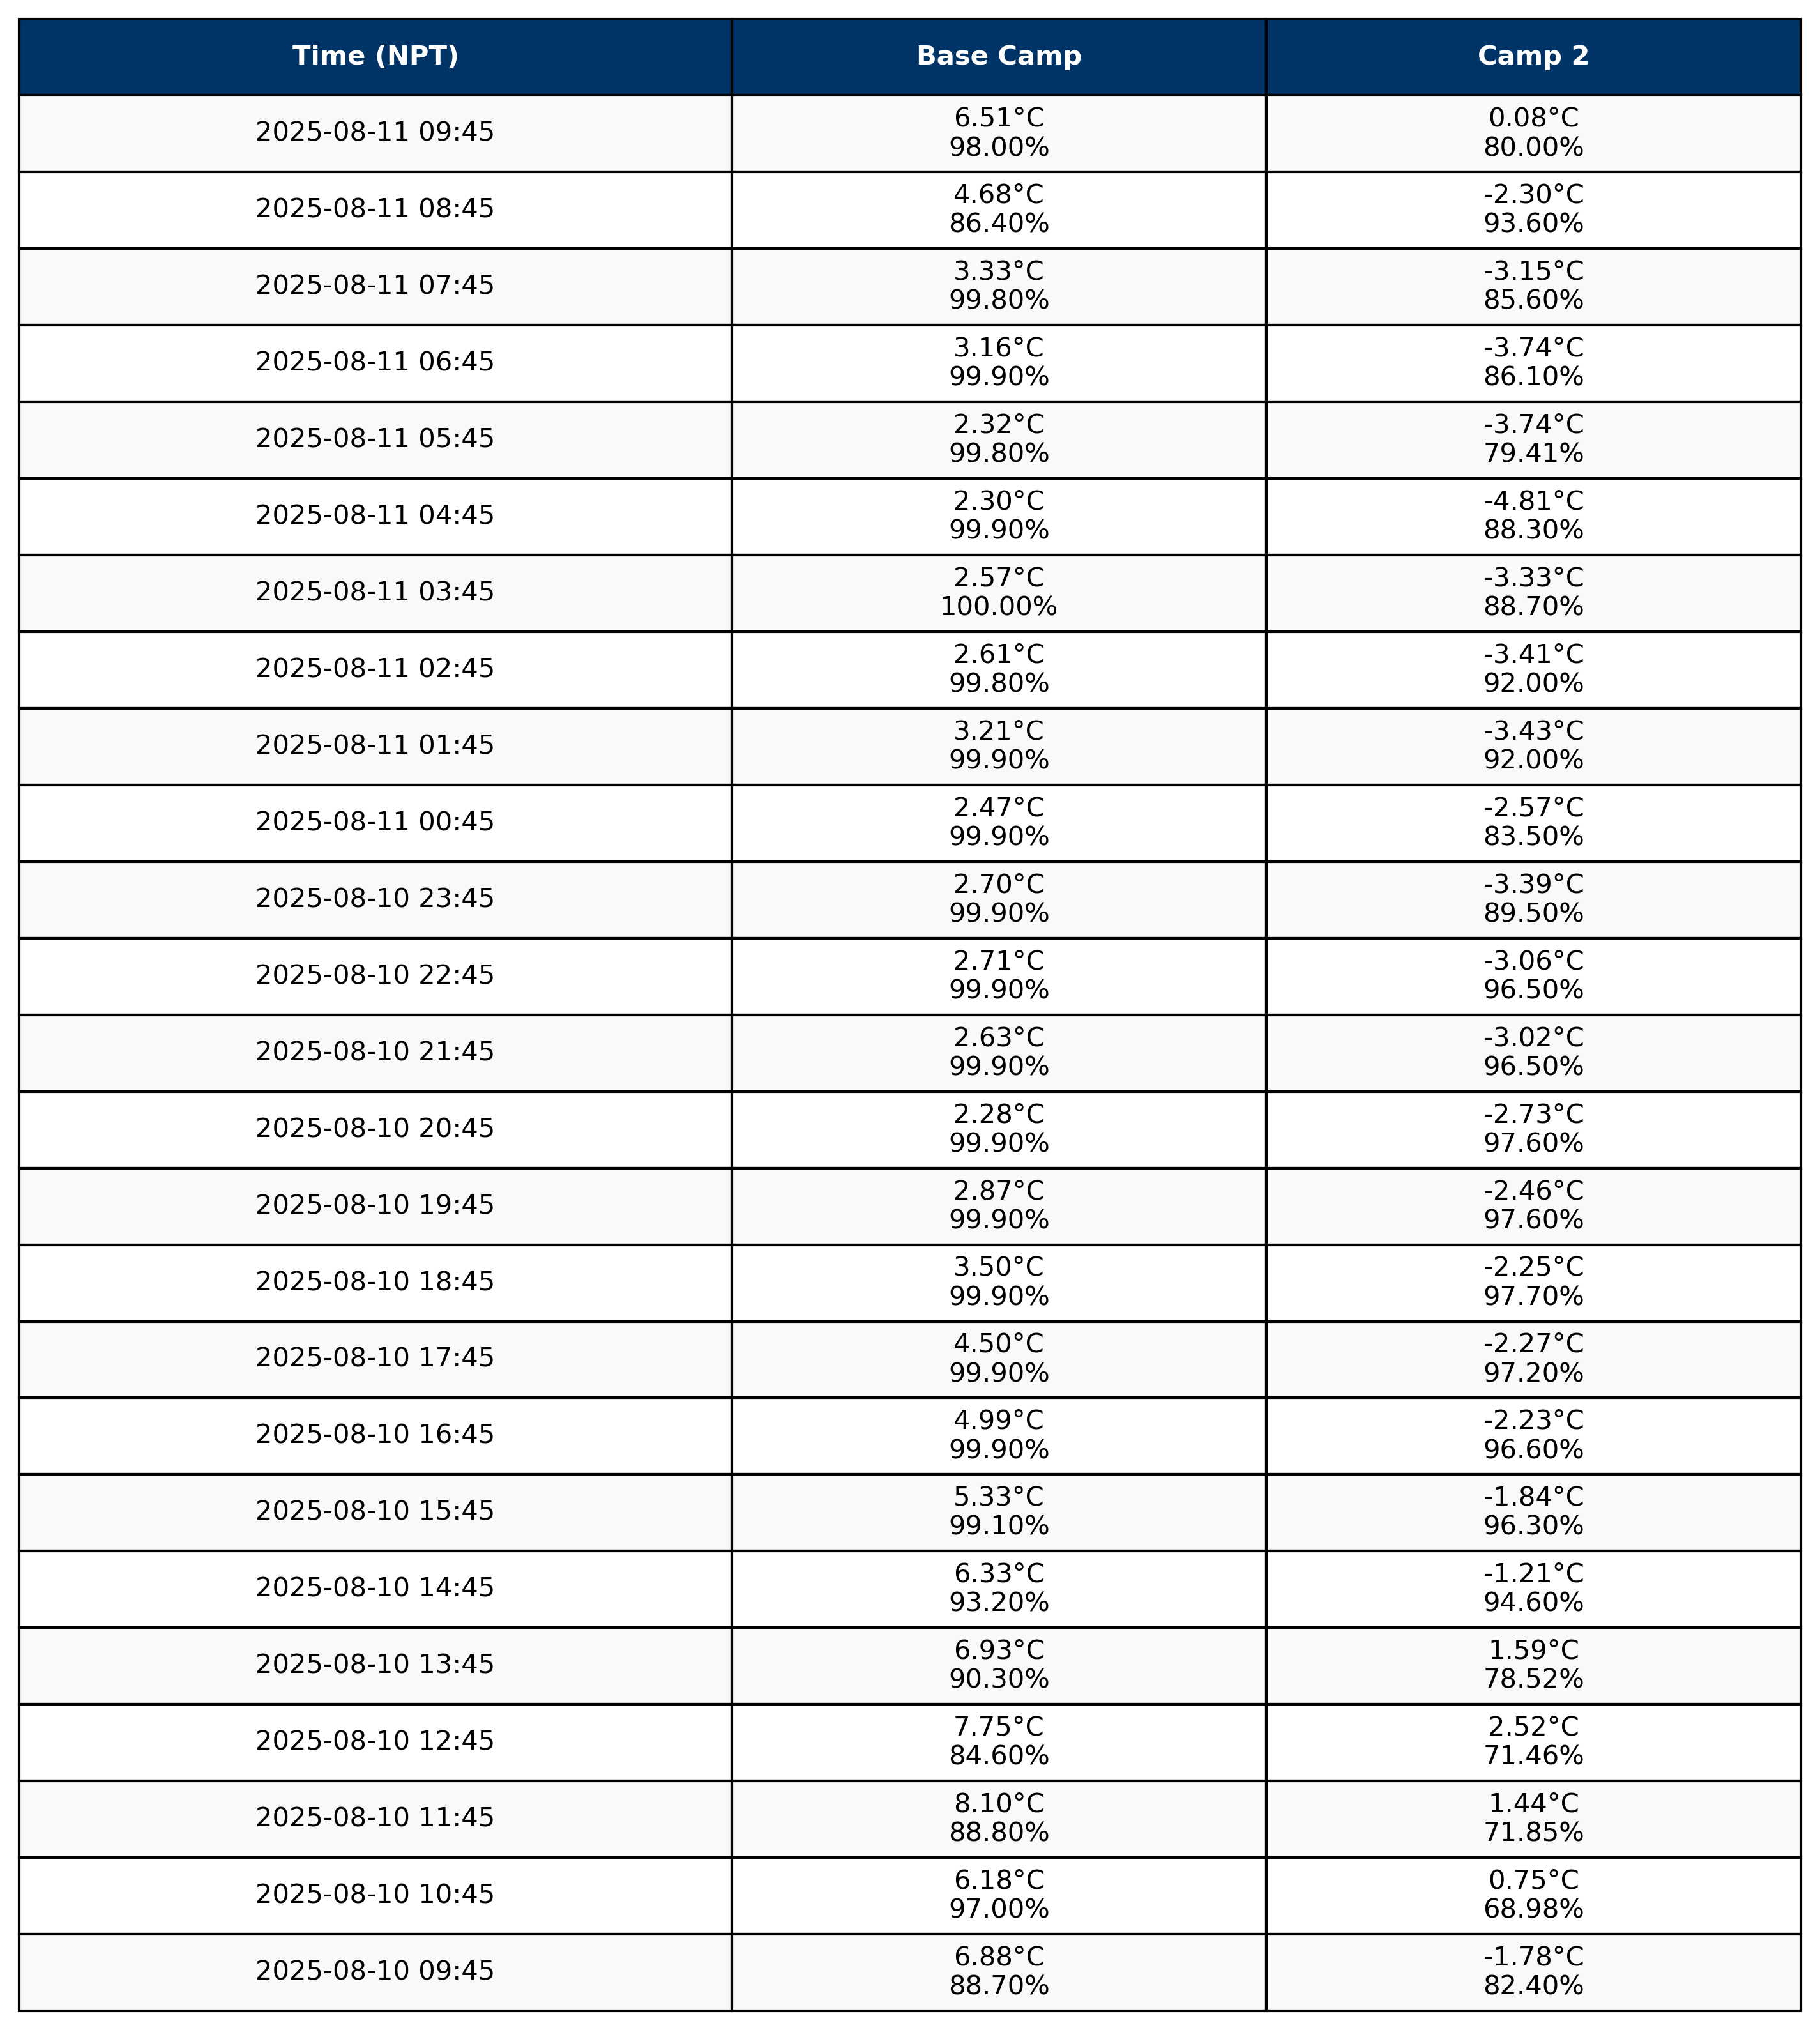 Time (NPT) Base Camp Camp 2
2025-08-11 09:45
6.51°C
98.00%
0.08°C
80.00%
2025-08-11 08:45
4.68°C
86.40%
-2.30°C
93.60%
2025-08-11 07:45
3.33°C
99.80%
-3.15°C
85.60%
2025-08-11 06:45
3.16°C
99.90%
-3.74°C
86.10%
2025-08-11 05:45
2.32°C
99.80%
-3.74°C
79.41%
2025-08-11 04:45
2.30°C
99.90%
-4.81°C
88.30%
2025-08-11 03:45
2.57°C
100.00%
-3.33°C
88.70%
2025-08-11 02:45
2.61°C
99.80%
-3.41°C
92.00%
2025-08-11 01:45
3.21°C
99.90%
-3.43°C
92.00%
2025-08-11 00:45
2.47°C
99.90%
-2.57°C
83.50%
2025-08-10 23:45
2.70°C
99.90%
-3.39°C
89.50%
2025-08-10 22:45
2.71°C
99.90%
-3.06°C
96.50%
2025-08-10 21:45
2.63°C
99.90%
-3.02°C
96.50%
2025-08-10 20:45
2.28°C
99.90%
-2.73°C
97.60%
2025-08-10 19:45
2.87°C
99.90%
-2.46°C
97.60%
2025-08-10 18:45
3.50°C
99.90%
-2.25°C
97.70%
2025-08-10 17:45
4.50°C
99.90%
-2.27°C
97.20%
2025-08-10 16:45
4.99°C
99.90%
-2.23°C
96.60%
2025-08-10 15:45
5.33°C
99.10%
-1.84°C
96.30%
2025-08-10 14:45
6.33°C
93.20%
-1.21°C
94.60%
2025-08-10 13:45
6.93°C
90.30%
1.59°C
78.52%
2025-08-10 12:45
7.75°C
84.60%
2.52°C
71.46%
2025-08-10 11:45
8.10°C
88.80%
1.44°C
71.85%
2025-08-10 10:45
6.18°C
97.00%
0.75°C
68.98%
2025-08-10 09:45
6.88°C
88.70%
-1.78°C
82.40%